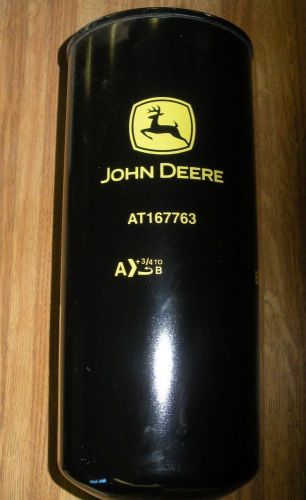 JOHN DEERE
AT167763
+3/4 TO
A B